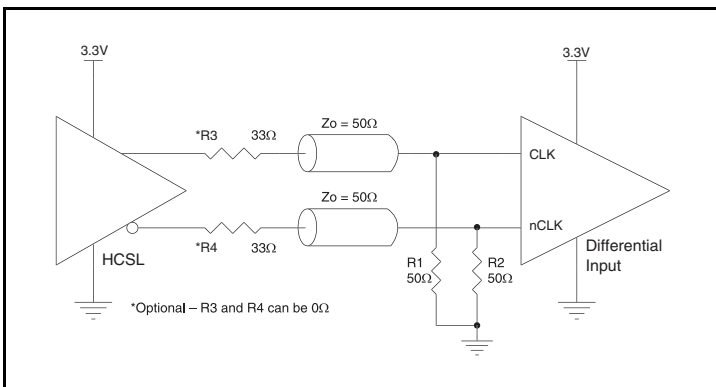 3.3V
3.3V
*R3 33Ω
Zo = 50Ω
CLK
Zo = 50Ω
nCLK
*R4 33Ω
HCSL
R1
50Ω
R2
50Ω
Differential
Input
*Optional – R3 and R4 can be 0Ω